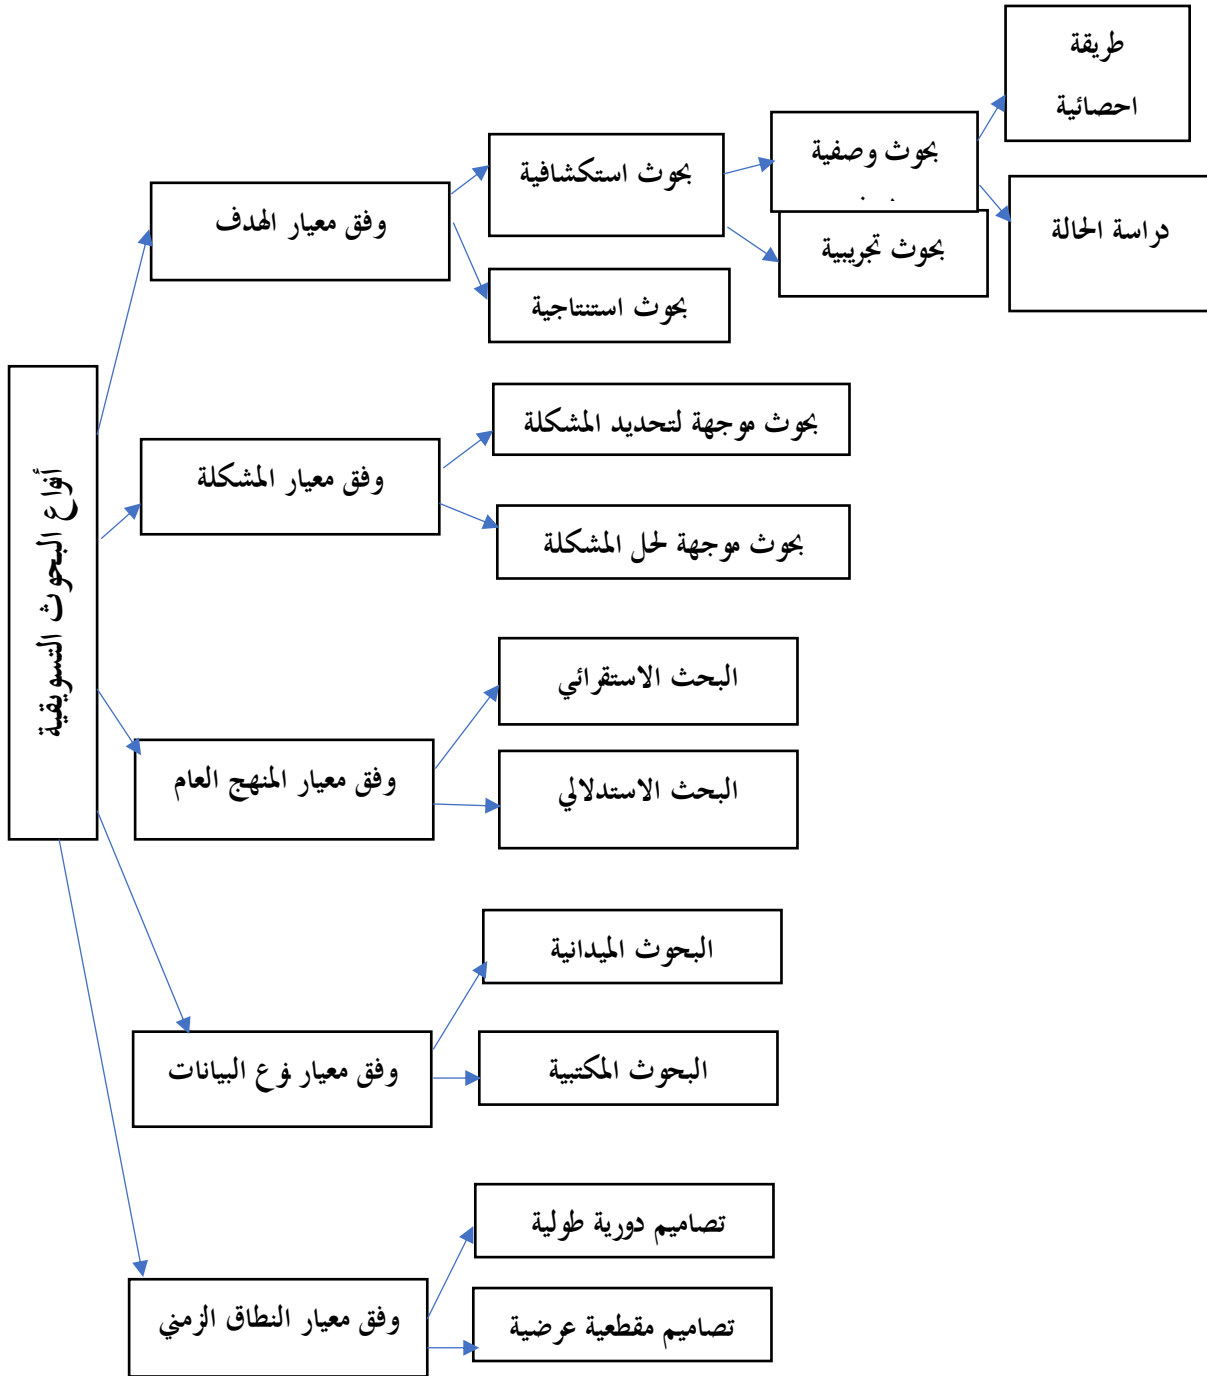 أنواع البحوث التسويقية
وفق معيار الهدف
بحوث استكشافية
بحوث وصفية
طريقة
احصائية
دراسة الحالة
بحوث تجريبية
بحوث استنتاجية
وفق معيار المشكلة
بحوث موجهة لتحديد المشكلة
بحوث موجهة لحل المشكلة
وفق معيار المنهج العام
البحث الاستقرائي
البحث الاستدلالي
وفق معيار نوع البيانات
البحوث الميدانية
البحوث المكتبية
وفق معيار النطاق الزمني
تصاميم دورية طولية
تصاميم مقطعية عرضية